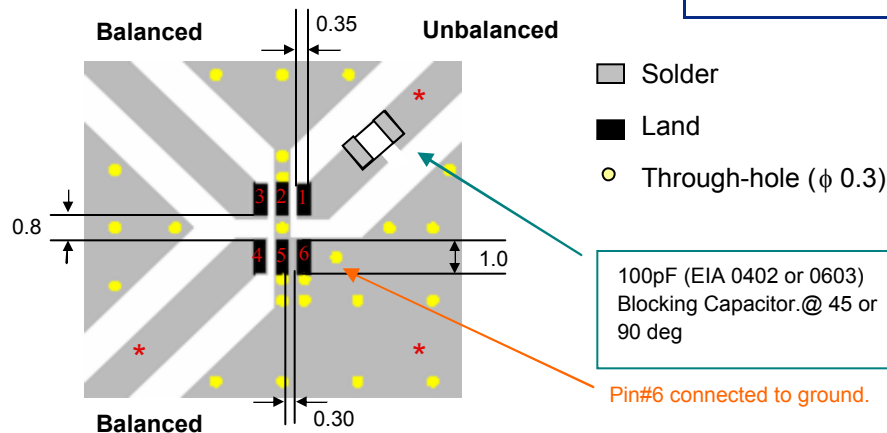 0.35
Balanced
Unbalanced
Solder
*
Land
Through-hole (ϕ 0.3)
3 2 1
0.8
4 5 6
1.0
100pF (EIA 0402 or 0603)
Blocking Capacitor.@ 45 or
90 deg
* *
Pin#6 connected to ground.
0.30
Balanced